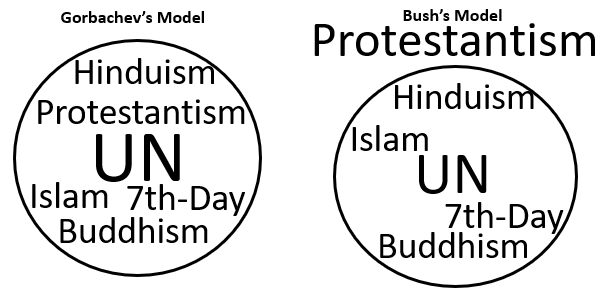 Gorbachev's Model
Hinduism
Protestantism
UN
Islam 7th-Day
Buddhism
Bush's Model
Protestantism
Hinduism
Islam
UN
7th-Day
Buddhism